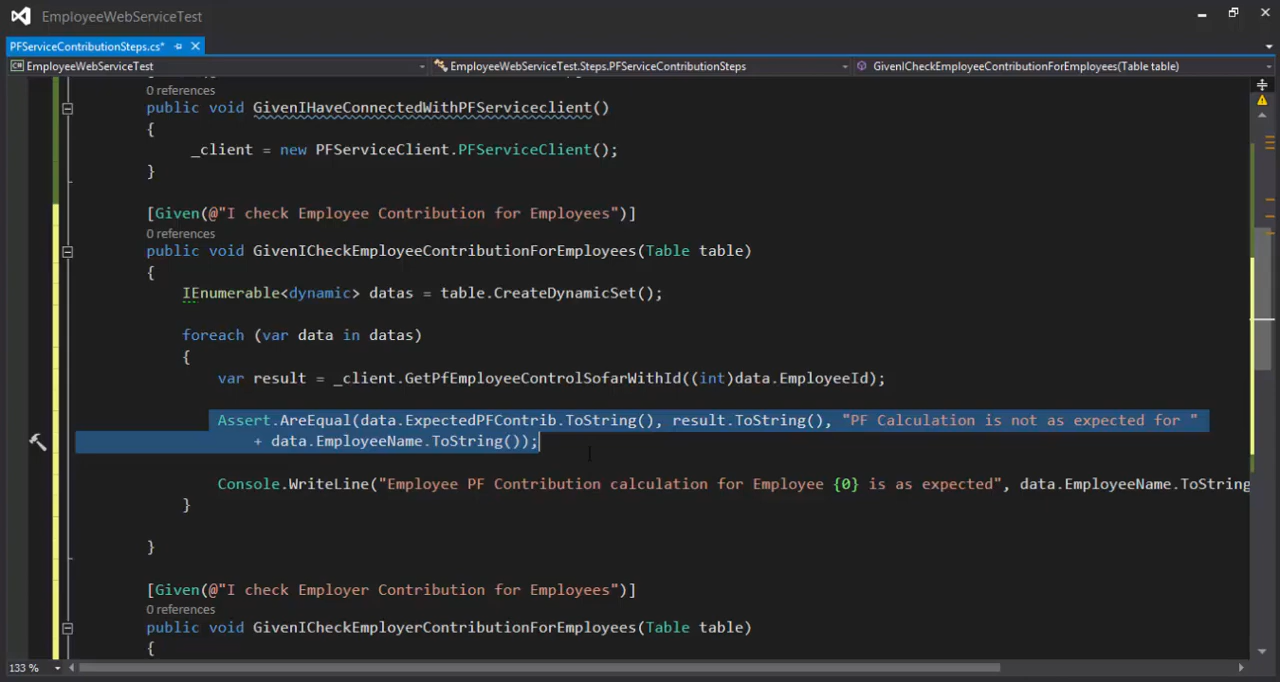 EmployeeWebServiceTest
PFServiceContributionSteps.cs*
EmployeeWebServiceTest
EmployeeWebServiceTest.Steps.PFServiceContributionSteps
GivenICheckEmployeeContributionForEmployees(Table table)
0 references
public void GivenIHaveConnectedWithPFServiceclient()
{
_client = new PFServiceClient.PFServiceClient();
}
[Given(@"I check Employee Contribution for Employees")]
0 references
public void GivenICheckEmployeeContributionForEmployees(Table table)
{
IEnumerable<dynamic> datas = table.CreateDynamicSet();
foreach (var data in datas)
{
var result = _client.GetPfEmployeeControlSofarWithId((int)data.EmployeeId);
Assert.AreEqual(data.ExpectedPFContrib.ToString(), result.ToString(), "PF Calculation is not as expected for "
+ data.EmployeeName.ToString());
Console.WriteLine("Employee PF Contribution calculation for Employee {0} is as expected", data.EmployeeName.ToString
}
}
[Given(@"I check Employer Contribution for Employees")]
0 references
public void GivenICheckEmployerContributionForEmployees(Table table)
{
133 %